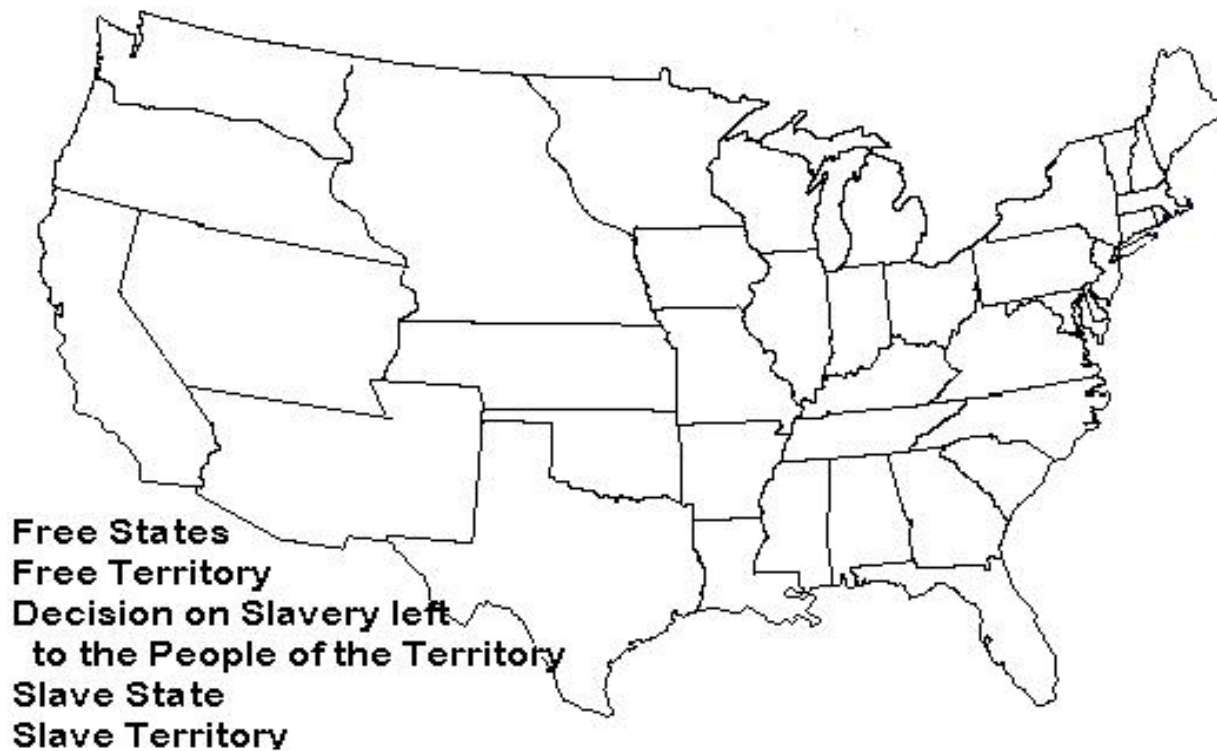 Free States
Free Territory
Decision on Slavery left
to the People of the Territory
Slave State
Slave Territory